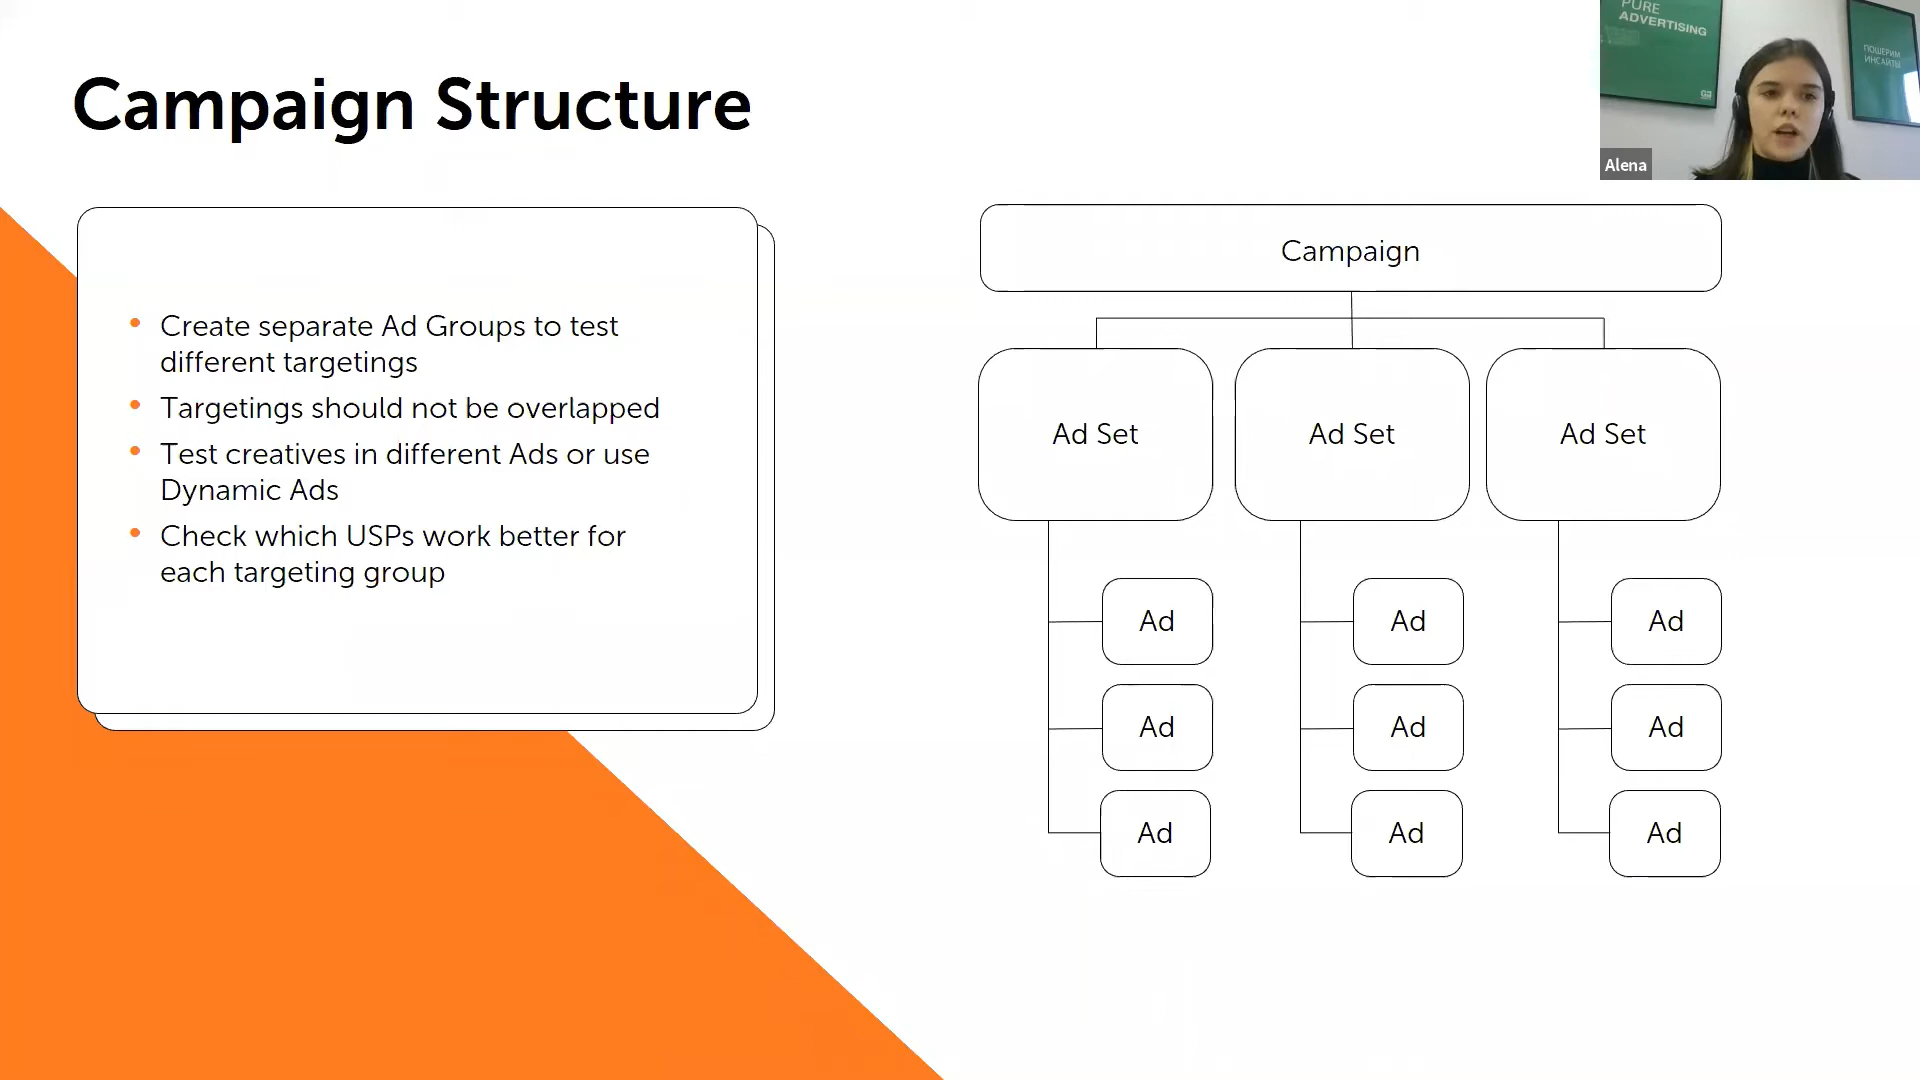 PURE
ADVERTISING
ПОШЕРИМ
ИНСАЙТЫ
Alena
Campaign Structure
Create separate Ad Groups to test
different targetings
Targetings should not be overlapped
Test creatives in different Ads or use
Dynamic Ads
Check which USPs work better for
each targeting group
Campaign
Ad Set
Ad Set
Ad Set
Ad
Ad
Ad
Ad
Ad
Ad
Ad
Ad
Ad